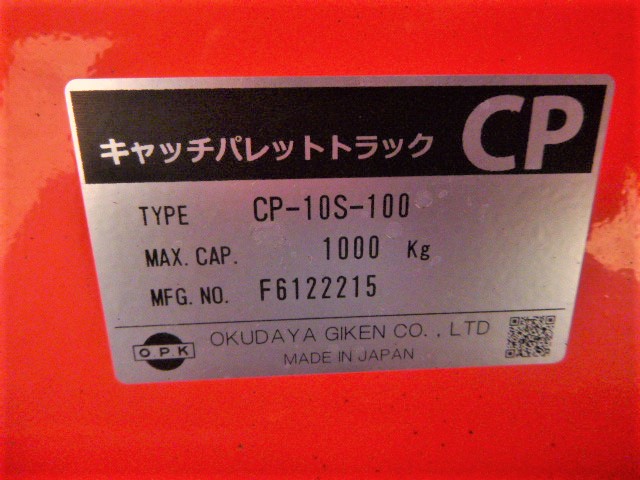 キャッチパレットトラック CP
TYPE CP-10S-100
MAX. CAP. 1000 Kg
MFG. NO. F6122215
OPK OKUDAYA GIKEN CO., LTD
MADE IN JAPAN